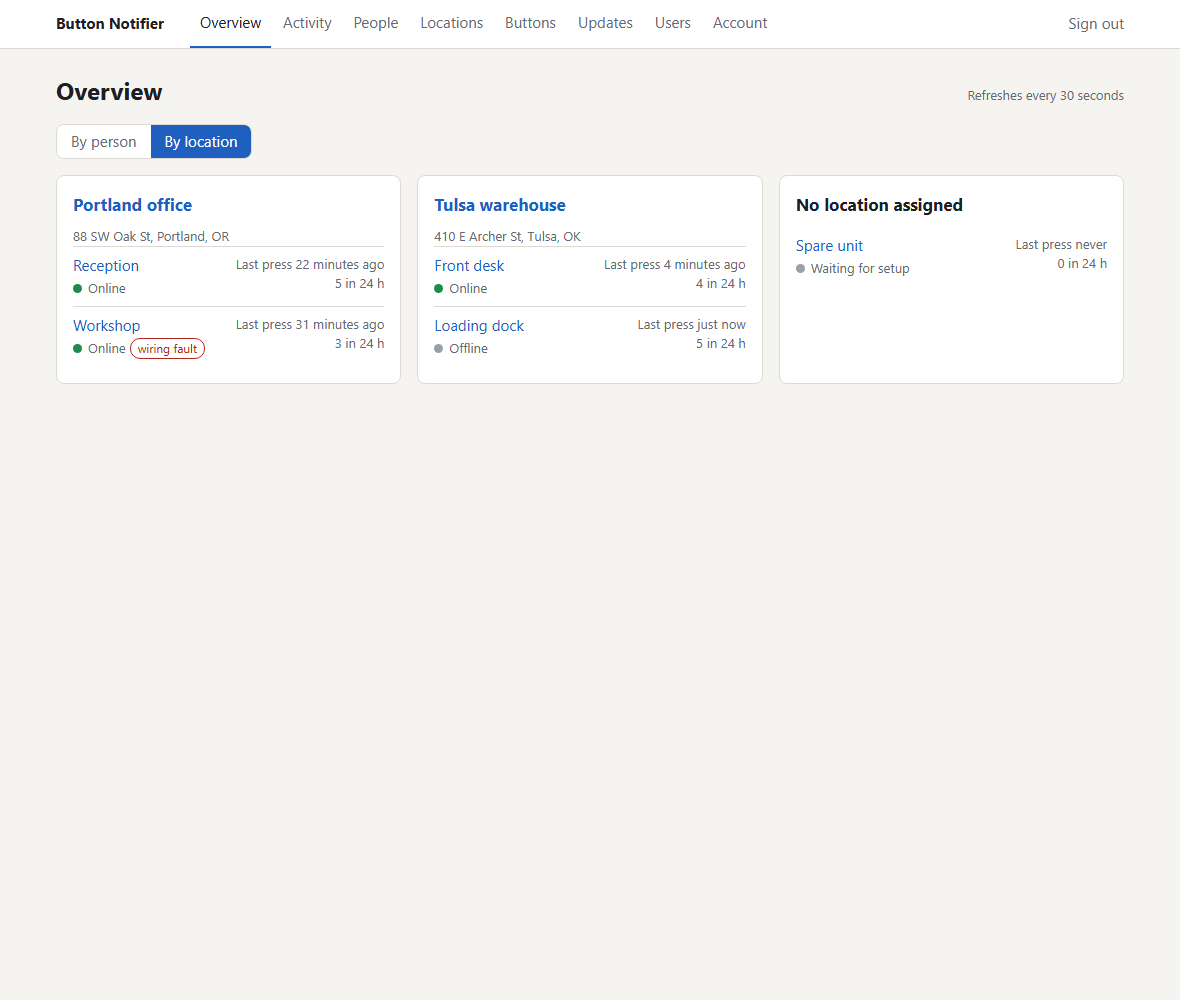 Button Notifier Overview Activity People Locations Buttons Updates Users Account Sign out
Overview
Refreshes every 30 seconds
By person By location
Portland office
88 SW Oak St, Portland, OR
Reception Last press 22 minutes ago
Online 5 in 24 h
Workshop Last press 31 minutes ago
Online wiring fault 3 in 24 h
Tulsa warehouse
410 E Archer St, Tulsa, OK
Front desk Last press 4 minutes ago
Online 4 in 24 h
Loading dock Last press just now
Offline 5 in 24 h
No location assigned
Spare unit Last press never
Waiting for setup 0 in 24 h